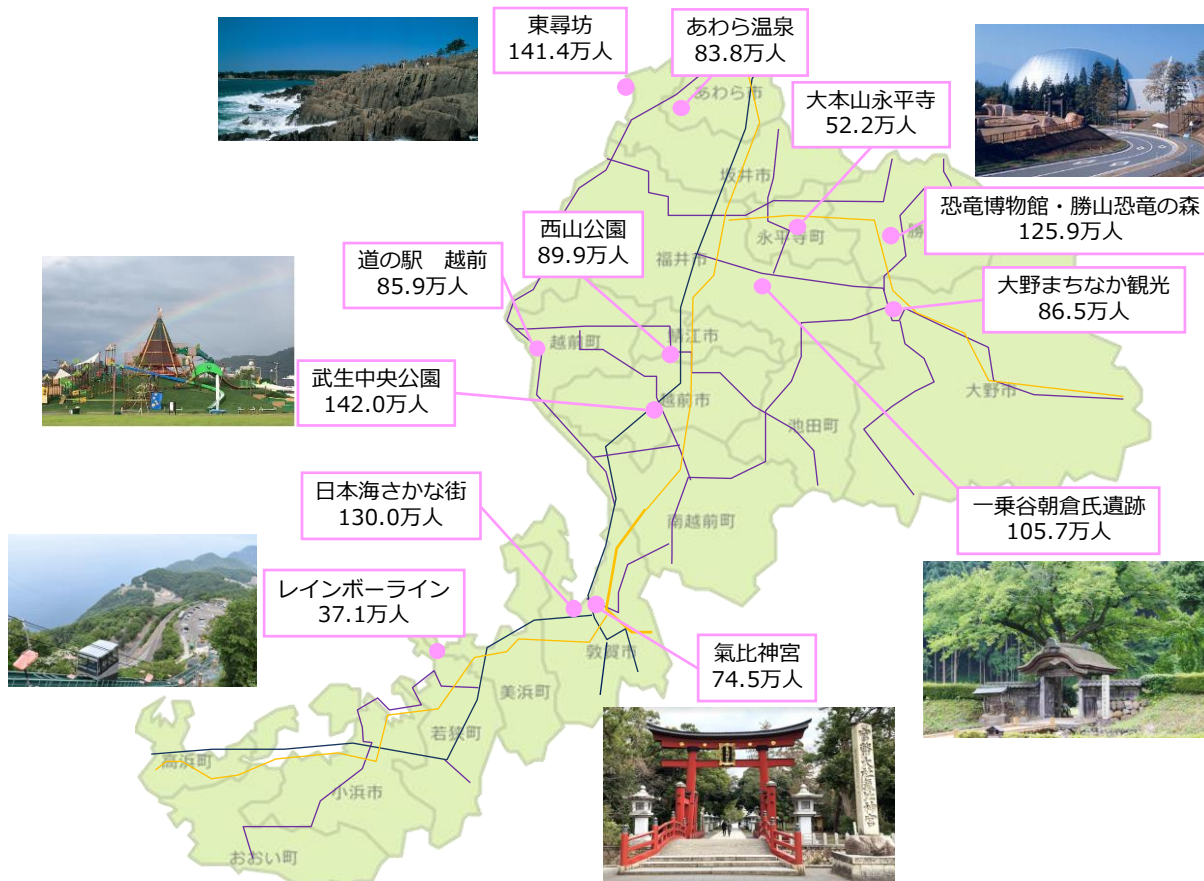 東尋坊
141.4万人
あわら温泉
83.8万人
あわら市
大本山永平寺
52.2万人
坂井市
恐竜博物館・勝山恐竜の森
125.9万人
勝
西山公園
89.9万人
永平寺町
福井市
道の駅　越前
85.9万人
大野まちなか観光
86.5万人
越前町
鯖江市
武生中央公園
142.0万人
越前市
大野市
池田町
日本海さかな街
130.0万人
南越前町
一乗谷朝倉氏遺跡
105.7万人
レインボーライン
37.1万人
敦賀市
氣比神宮
74.5万人
美浜町
若狭町
高浜町
小浜市
おおい町